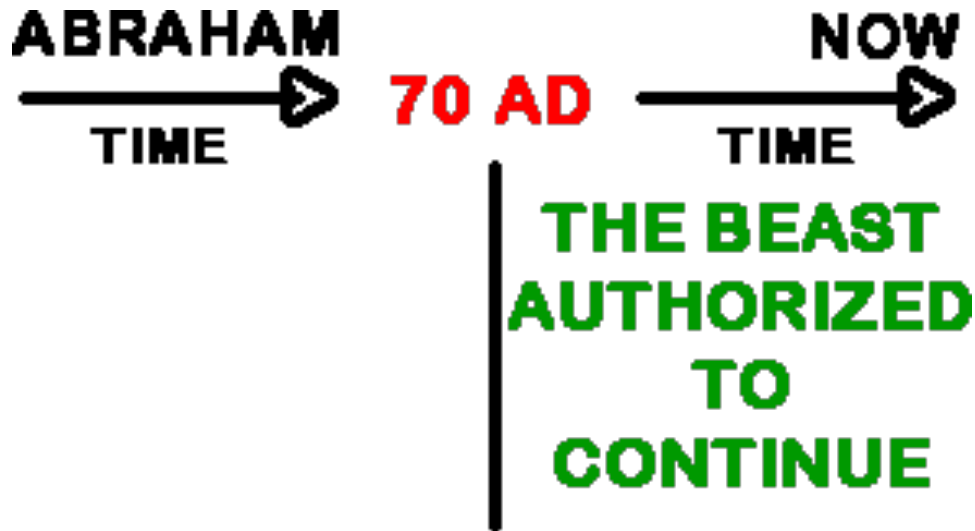 ABRAHAM
NOW
70 AD
TIME
TIME
THE BEAST
AUTHORIZED
TO
CONTINUE